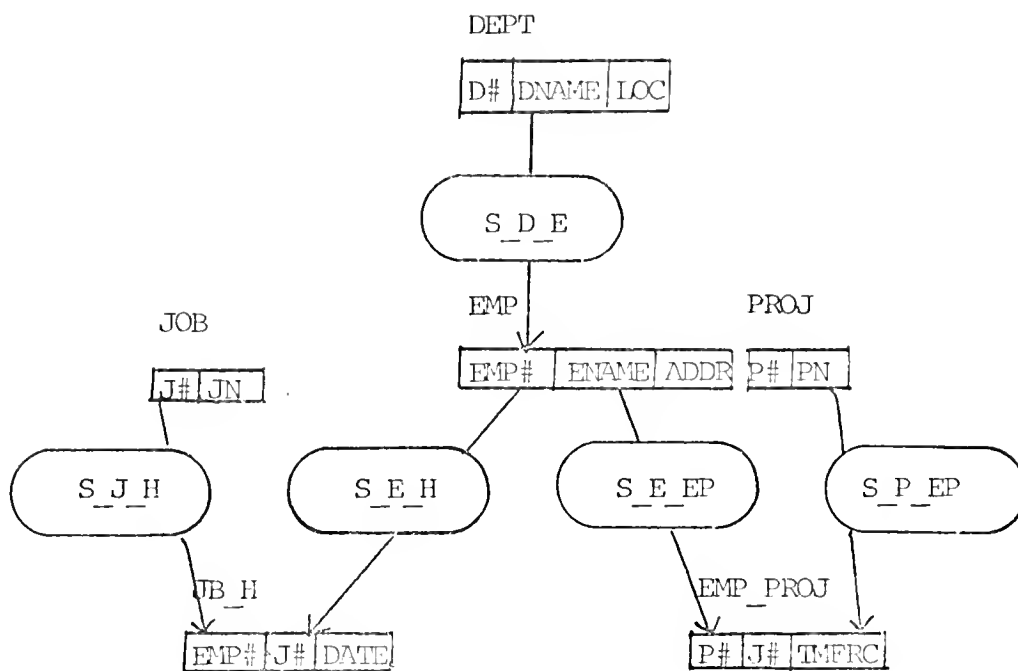 DEPT
D# DNAME LOC
S_D_E
EMP
PROJ
JOB
EMP# ENAME ADDR P# PN
J# JN
S_J_H S_E_H S_E_EP S_P_EP
JB_H EMP_PROJ
EMP# J# DATE P# J# TMFRC